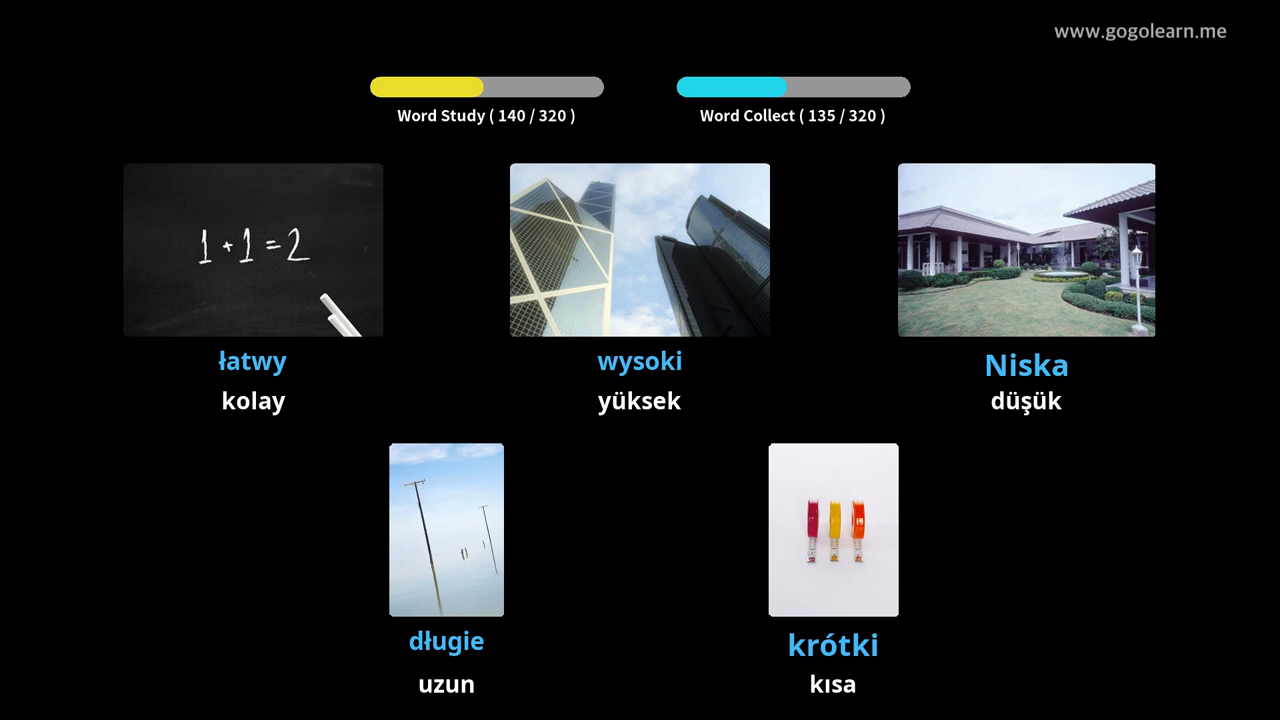 www.gogolearn.me
Word Study ( 140 / 320 )
Word Collect ( 135 / 320 )
1 + 1 = 2
łatwy
kolay
wysoki
yüksek
Niska
düşük
długie
uzun
krótki
kısa